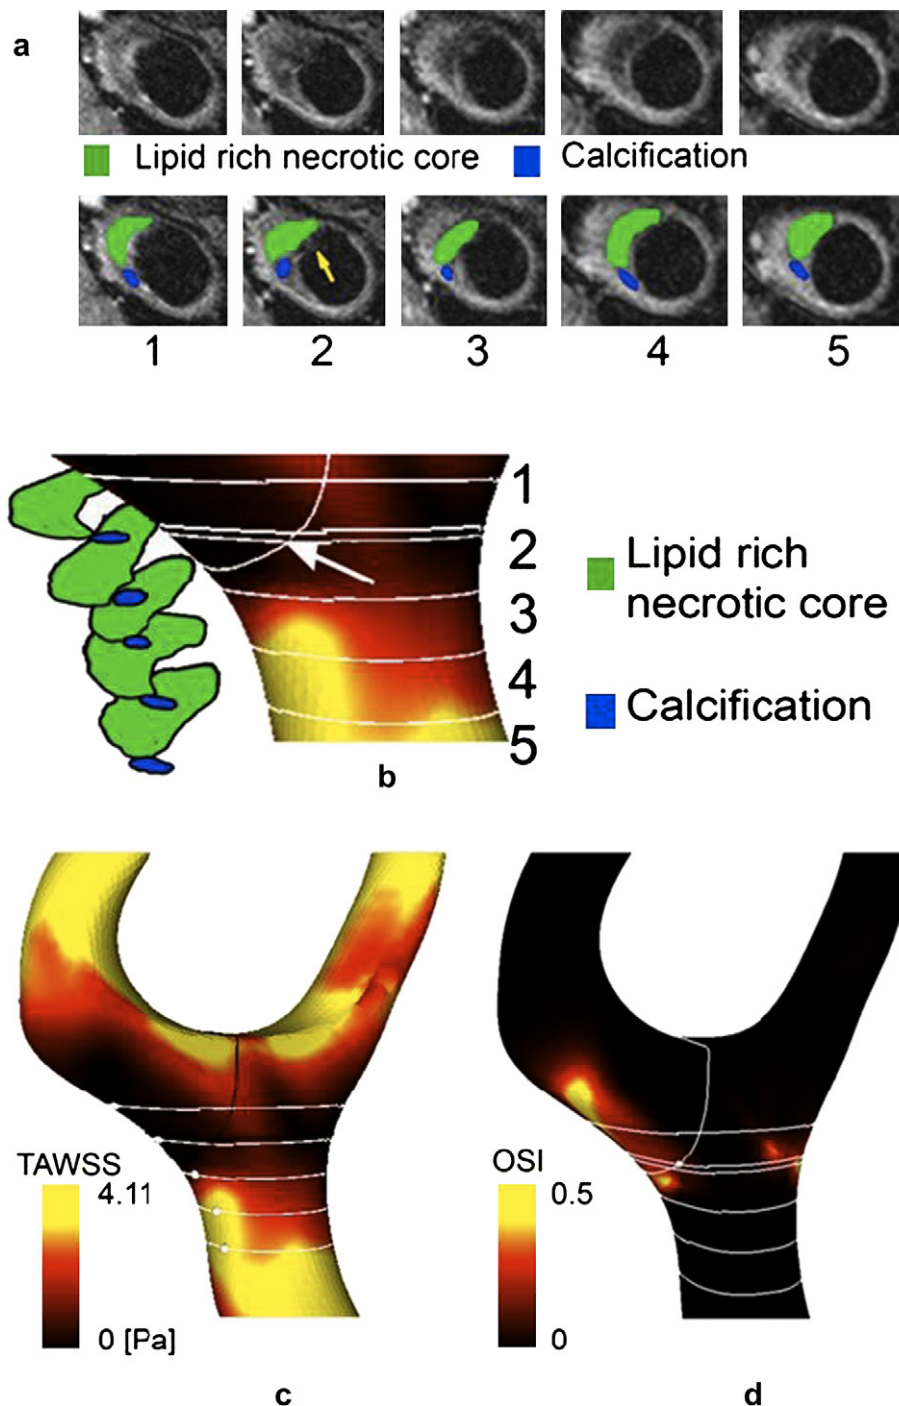 a
Lipid rich necrotic core
Calcification
1 2 3 4 5
1
2
3
4
5
Lipid rich
necrotic core
Calcification
b
TAWSS
4.11
0 [Pa]
OSI
0.5
0
c
d